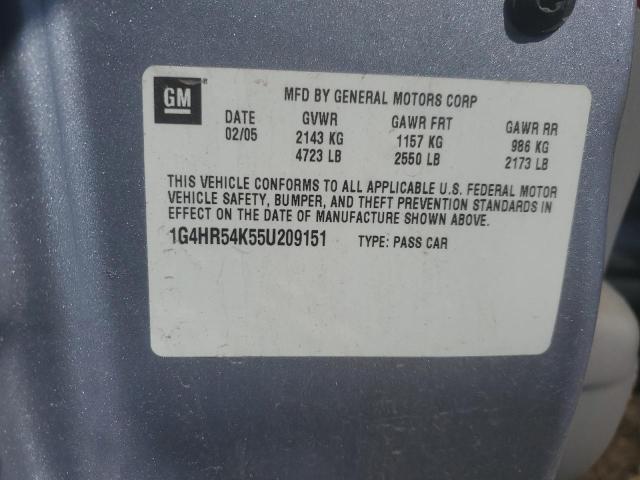 GM
MFD BY GENERAL MOTORS CORP
DATE GVWR GAWR FRT GAWR RR
02/05 2143 KG 1157 KG 986 KG
4723 LB 2550 LB 2173 LB
THIS VEHICLE CONFORMS TO ALL APPLICABLE U.S. FEDERAL MOTOR
VEHICLE SAFETY, BUMPER, AND THEFT PREVENTION STANDARDS IN
EFFECT ON THE DATE OF MANUFACTURE SHOWN ABOVE.
1G4HR54K55U209151 TYPE: PASS CAR